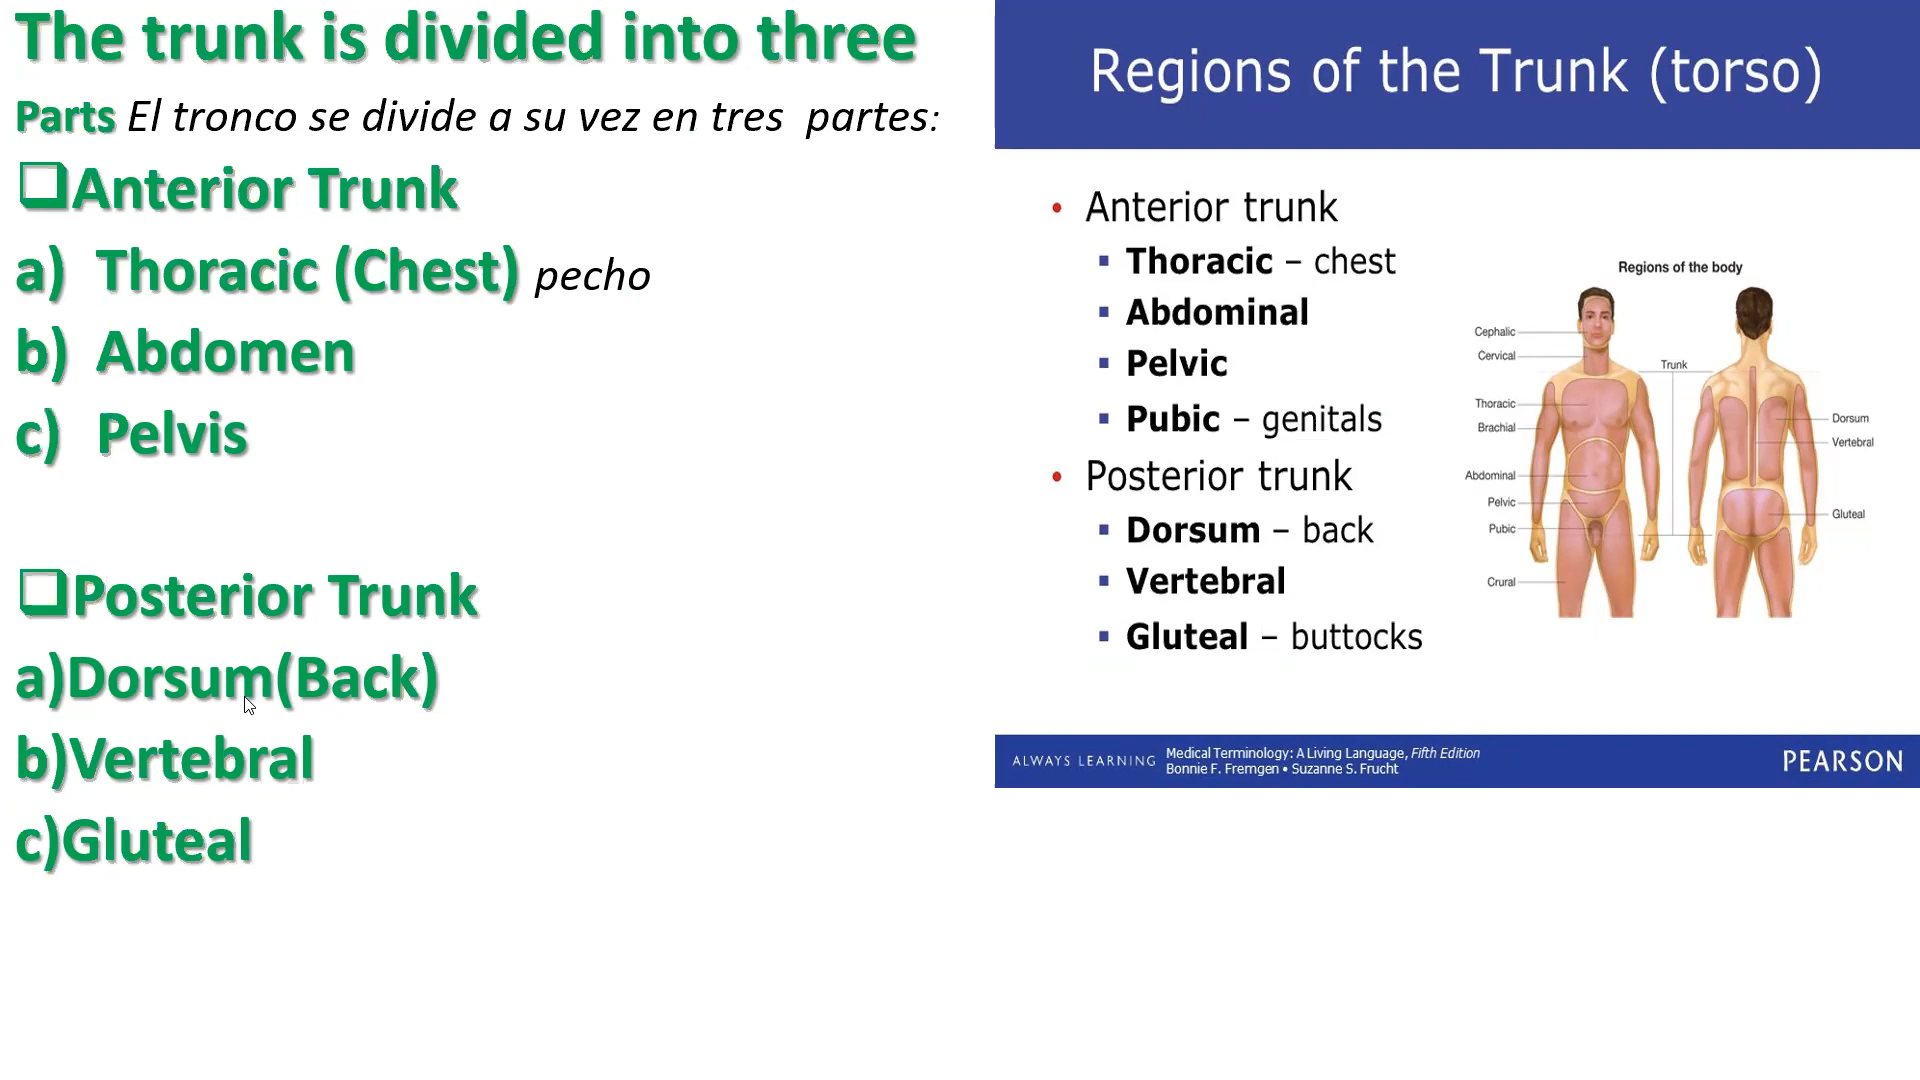 The trunk is divided into three
Parts El tronco se divide a su vez en tres partes:
Anterior Trunk
a) Thoracic (Chest) pecho
b) Abdomen
c) Pelvis
Posterior Trunk
a)Dorsum(Back)
b)Vertebral
c)Gluteal
Regions of the Trunk (torso)
• Anterior trunk
▪ Thoracic – chest
▪ Abdominal
▪ Pelvic
▪ Pubic – genitals
• Posterior trunk
▪ Dorsum – back
▪ Vertebral
▪ Gluteal – buttocks
Regions of the body
Cephalic
Cervical
Trunk
Thoracic
Brachial
Abdominal
Pelvic
Pubic
Crural
Dorsum
Vertebral
Gluteal
ALWAYS LEARNING
Medical Terminology: A Living Language, Fifth Edition
Bonnie F. Fremgen • Suzanne S. Frucht
PEARSON